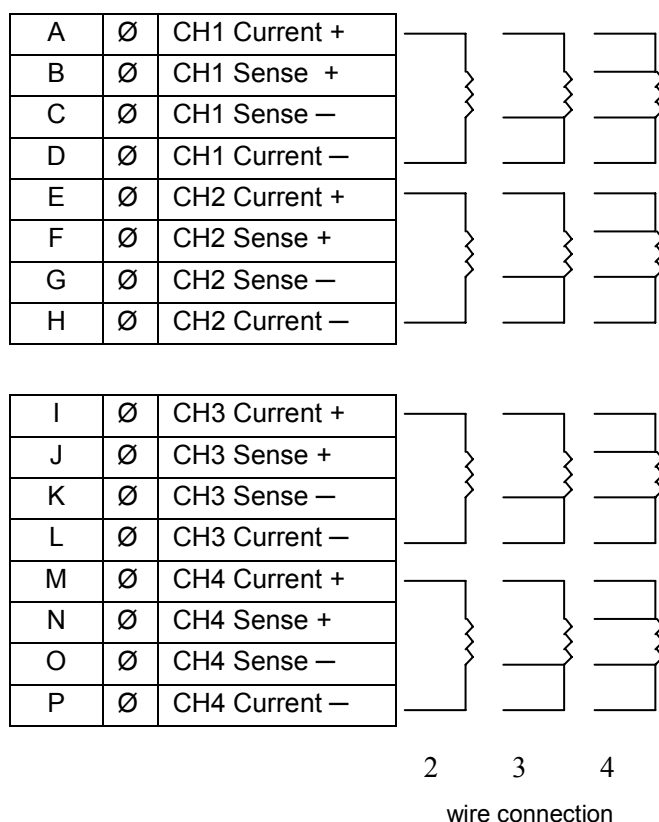 A Ø CH1 Current +
B Ø CH1 Sense +
C Ø CH1 Sense —
D Ø CH1 Current —
E Ø CH2 Current +
F Ø CH2 Sense +
G Ø CH2 Sense —
H Ø CH2 Current —
I Ø CH3 Current +
J Ø CH3 Sense +
K Ø CH3 Sense —
L Ø CH3 Current —
M Ø CH4 Current +
N Ø CH4 Sense +
O Ø CH4 Sense —
P Ø CH4 Current —
2 3 4
wire connection